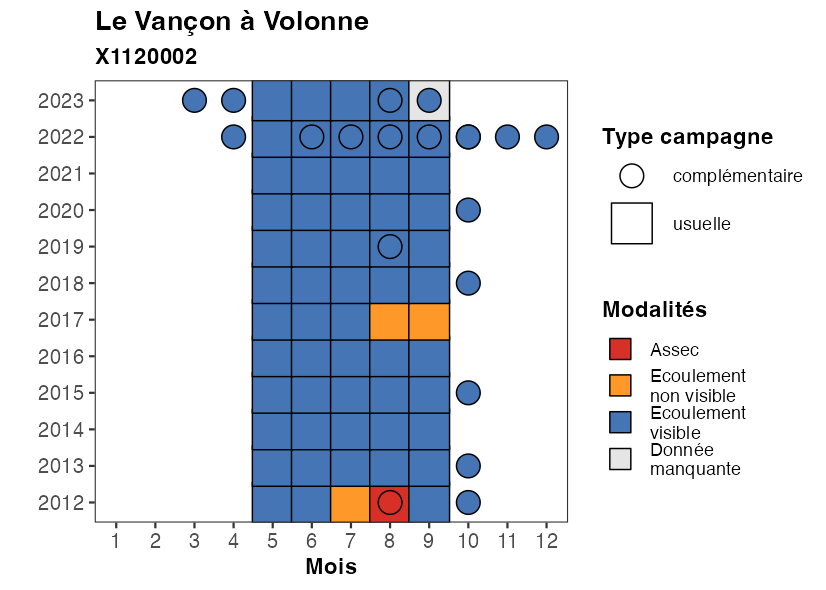 Le Vançon à Volonne
X1120002
2023
2022
2021
2020
2019
2018
2017
2016
2015
2014
2013
2012
1 2 3 4 5 6 7 8 9 10 11 12
Mois
Type campagne
complémentaire
usuelle
Modalités
Assec
Ecoulement
non visible
Ecoulement
visible
Donnée
manquante